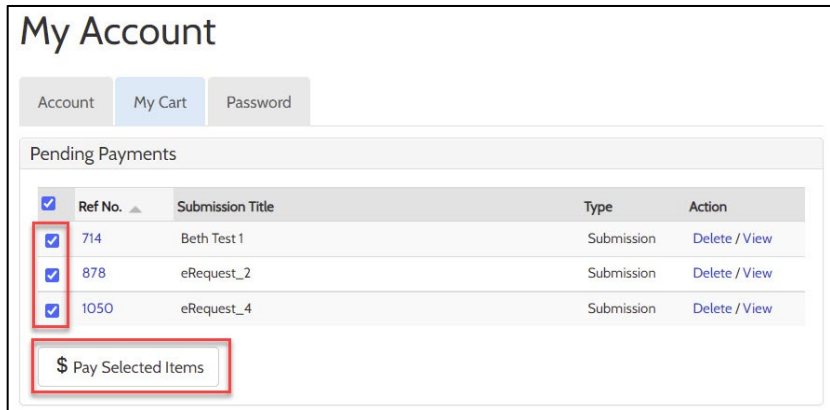 My Account
Account My Cart Password
Pending Payments
Ref No. Submission Title Type Action
714 Beth Test 1 Submission Delete / View
878 eRequest_2 Submission Delete / View
1050 eRequest_4 Submission Delete / View
$ Pay Selected Items